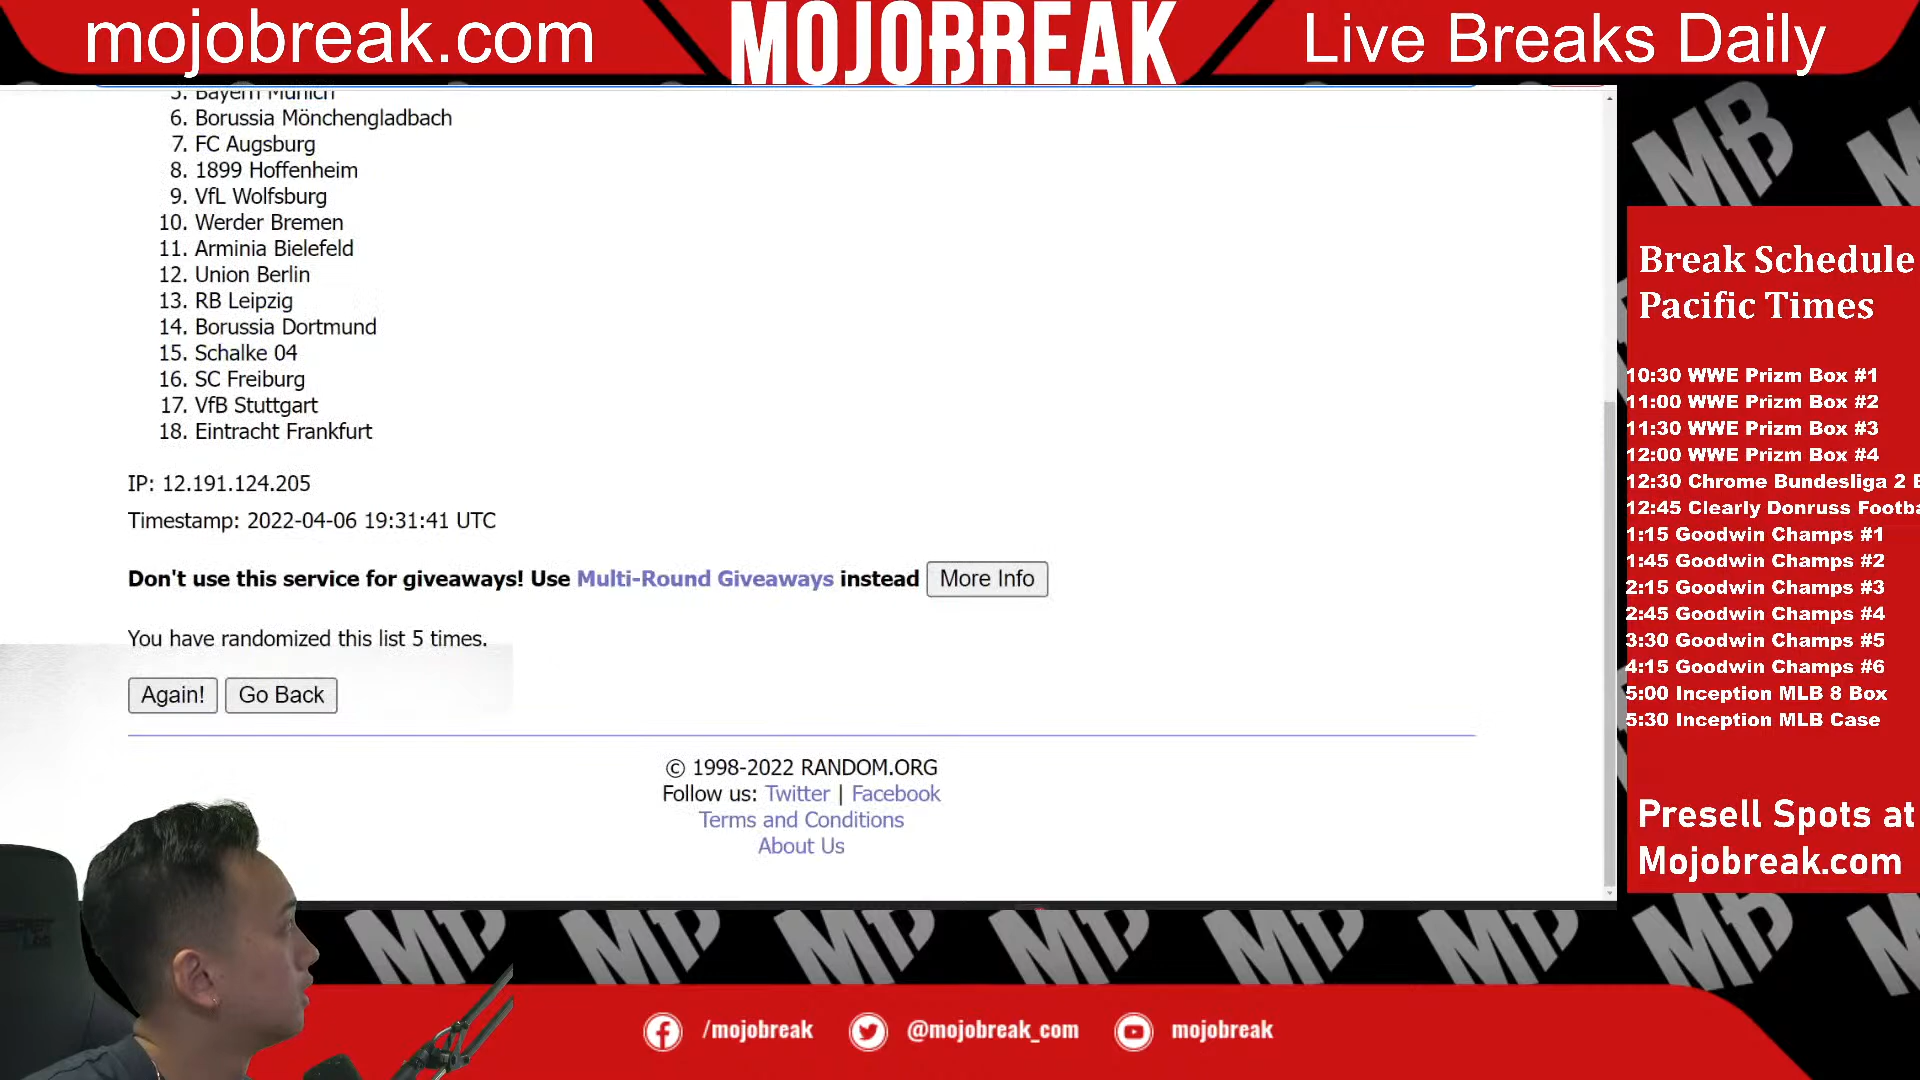 mojobreak.com
MOJOBREAK
Live Breaks Daily
5. Bayern Munich
6. Borussia Mönchengladbach
7. FC Augsburg
8. 1899 Hoffenheim
9. VfL Wolfsburg
10. Werder Bremen
11. Arminia Bielefeld
12. Union Berlin
13. RB Leipzig
14. Borussia Dortmund
15. Schalke 04
16. SC Freiburg
17. VfB Stuttgart
18. Eintracht Frankfurt
IP: 12.191.124.205
Timestamp: 2022-04-06 19:31:41 UTC
Don't use this service for giveaways! Use Multi-Round Giveaways instead More Info
You have randomized this list 5 times.
Again! Go Back
© 1998-2022 RANDOM.ORG
Follow us: Twitter | Facebook
Terms and Conditions
About Us
Break Schedule
Pacific Times
10:30 WWE Prizm Box #1
11:00 WWE Prizm Box #2
11:30 WWE Prizm Box #3
12:00 WWE Prizm Box #4
12:30 Chrome Bundesliga 2 B
12:45 Clearly Donruss Footba
1:15 Goodwin Champs #1
1:45 Goodwin Champs #2
2:15 Goodwin Champs #3
2:45 Goodwin Champs #4
3:30 Goodwin Champs #5
4:15 Goodwin Champs #6
5:00 Inception MLB 8 Box
5:30 Inception MLB Case
Presell Spots at
Mojobreak.com
/mojobreak
@mojobreak_com
mojobreak